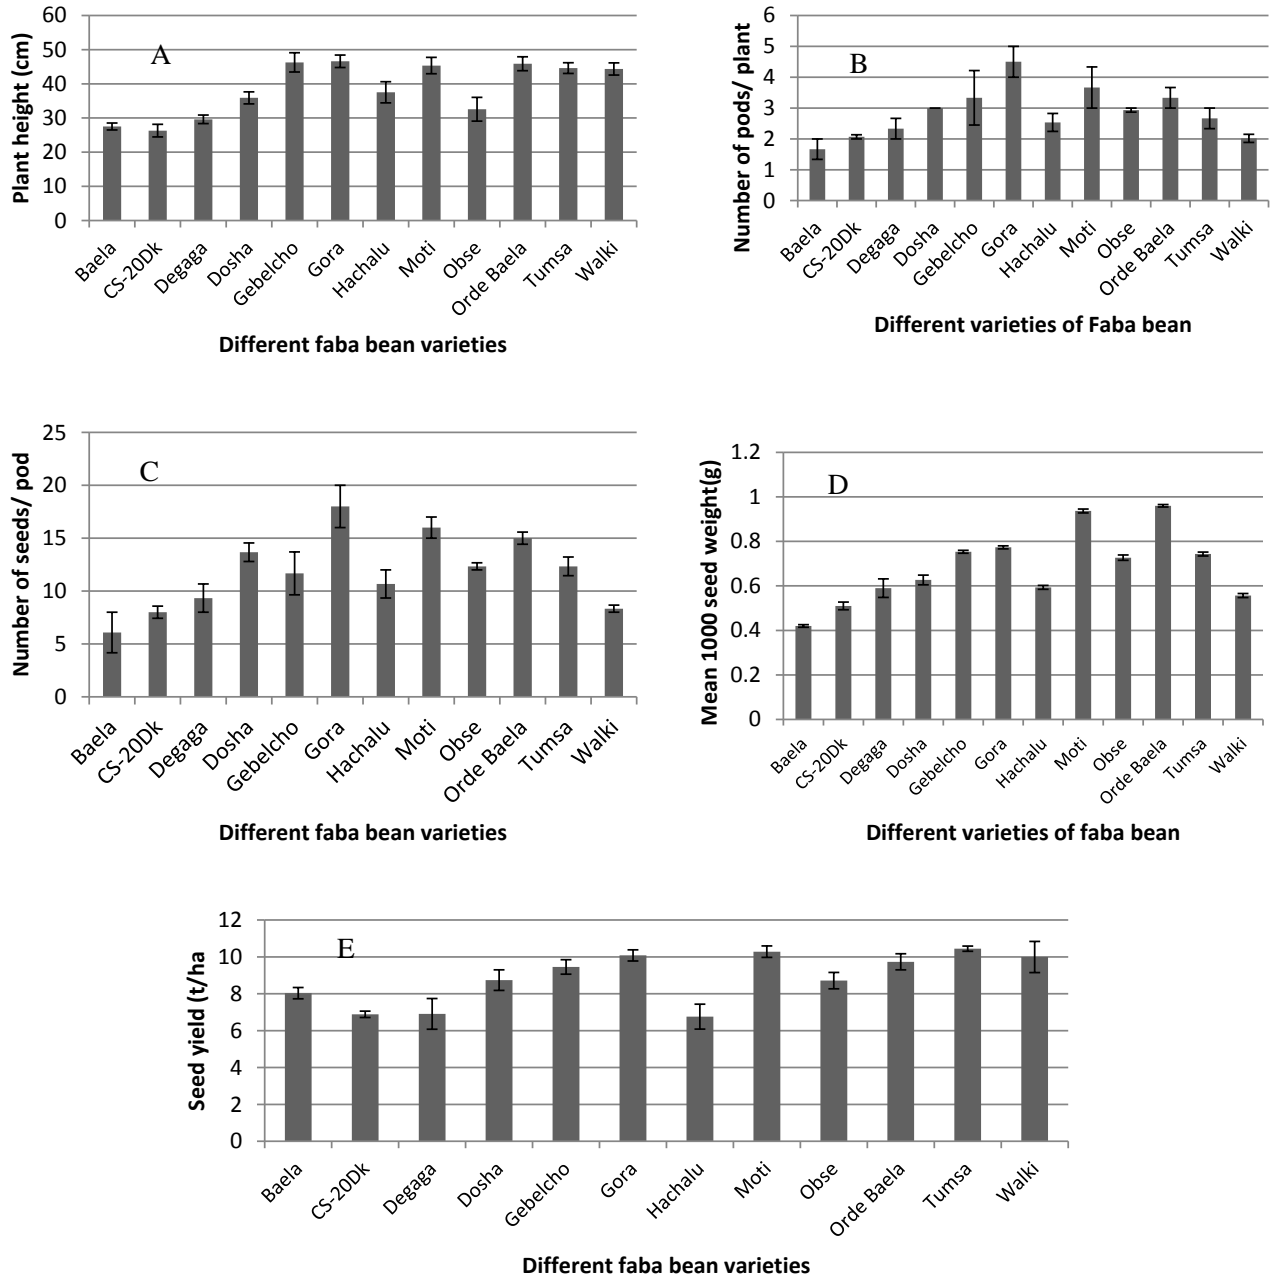 A
Plant height (cm)
60
50
40
30
20
10
0
Baela
CS-20Dk
Degaga
Dosha
Gebelcho
Gora
Hachalu
Moti
Obse
Orde Baela
Tumsa
Walki
Different faba bean varieties
B
Number of pods/ plant
6
5
4
3
2
1
0
Baela
CS-20Dk
Degaga
Dosha
Gebelcho
Gora
Hachalu
Moti
Obse
Orde Baela
Tumsa
Walki
Different varieties of Faba bean
C
Number of seeds/ pod
25
20
15
10
5
0
Baela
CS-20Dk
Degaga
Dosha
Gebelcho
Gora
Hachalu
Moti
Obse
Orde Baela
Tumsa
Walki
Different faba bean varieties
D
Mean 1000 seed weight(g)
1.2
1
0.8
0.6
0.4
0.2
0
Baela
CS-20Dk
Degaga
Dosha
Gebelcho
Gora
Hachalu
Moti
Obse
Orde Baela
Tumsa
Walki
Different varieties of faba bean
E
Seed yield (t/ha
12
10
8
6
4
2
0
Baela
CS-20Dk
Degaga
Dosha
Gebelcho
Gora
Hachalu
Moti
Obse
Orde Baela
Tumsa
Walki
Different faba bean varieties